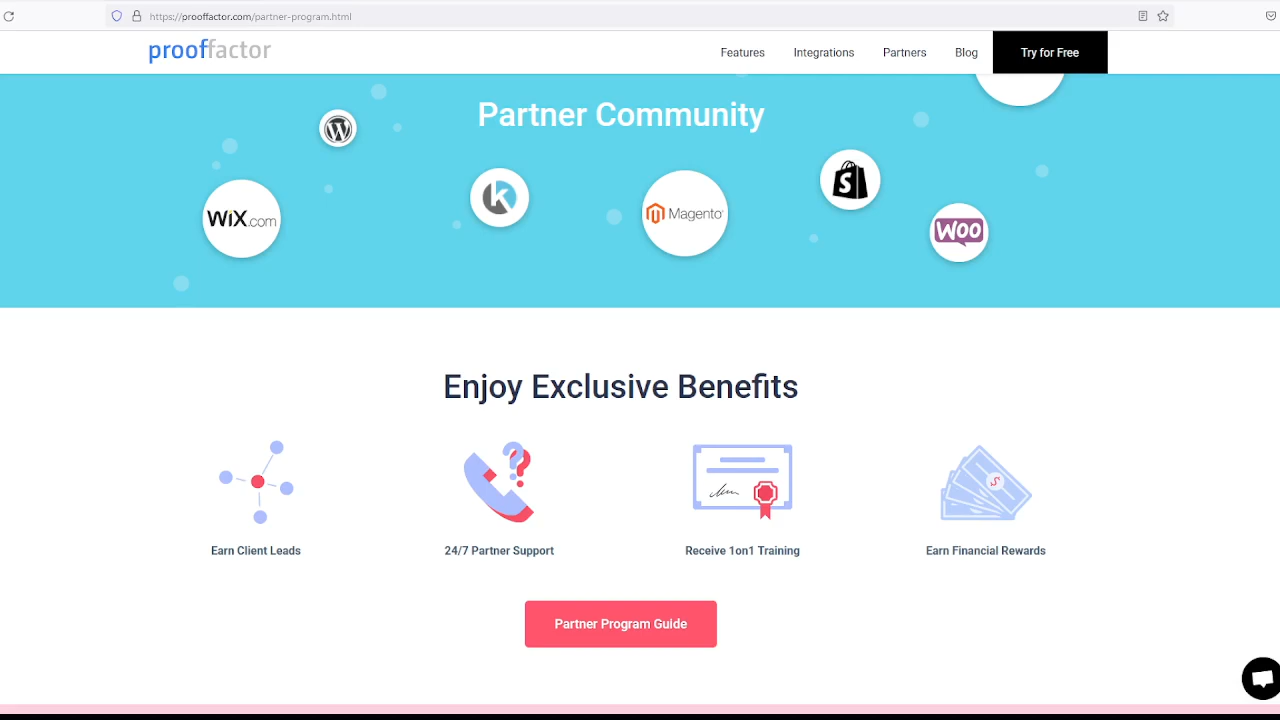 https://prooffactor.com/partner-program.html
prooffactor
Features
Integrations
Partners
Blog
Try for Free
Partner Community
WiX.com
Magento
WOO
Enjoy Exclusive Benefits
Earn Client Leads
24/7 Partner Support
Receive 1on1 Training
Earn Financial Rewards
Partner Program Guide